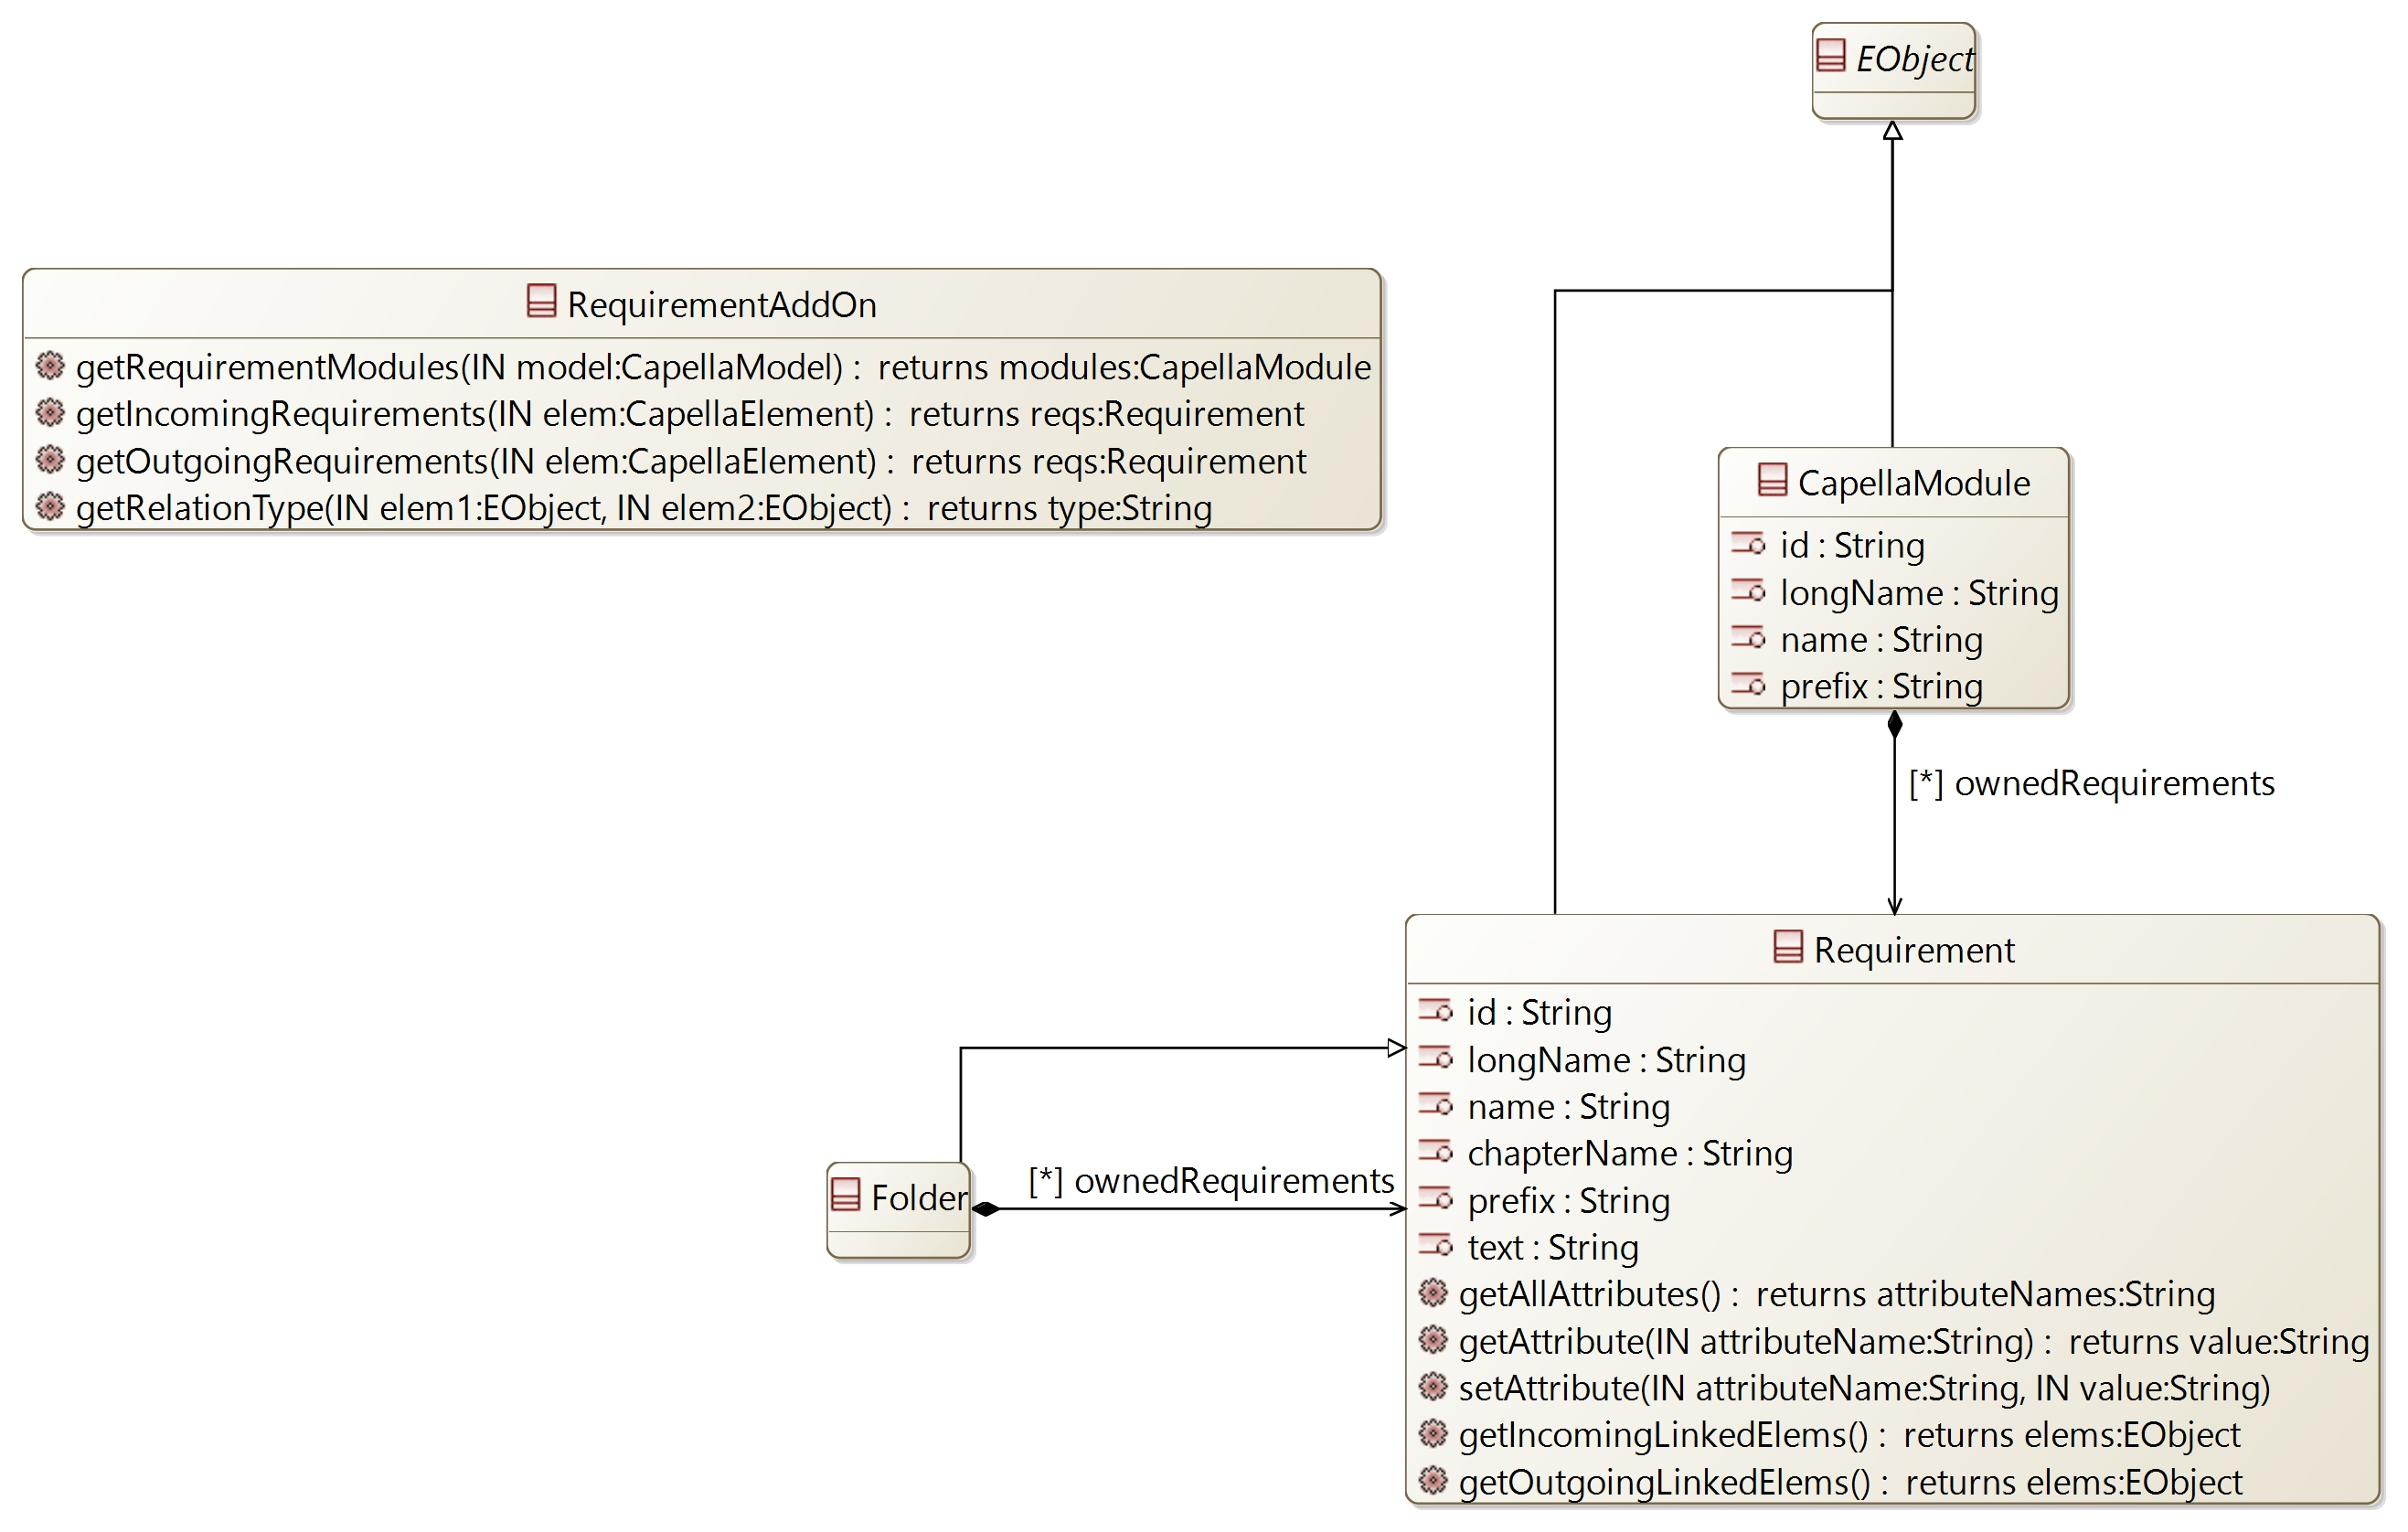 EObject
RequirementAddOn
getRequirementModules(IN model:CapellaModel) :  returns modules:CapellaModule
getIncomingRequirements(IN elem:CapellaElement) :  returns reqs:Requirement
getOutgoingRequirements(IN elem:CapellaElement) :  returns reqs:Requirement
getRelationType(IN elem1:EObject, IN elem2:EObject) :  returns type:String
CapellaModule
id : String
longName : String
name : String
prefix : String
[*] ownedRequirements
Requirement
id : String
longName : String
name : String
chapterName : String
prefix : String
text : String
getAllAttributes() :  returns attributeNames:String
getAttribute(IN attributeName:String) :  returns value:String
setAttribute(IN attributeName:String, IN value:String)
getIncomingLinkedElems() :  returns elems:EObject
getOutgoingLinkedElems() :  returns elems:EObject
Folder
[*] ownedRequirements